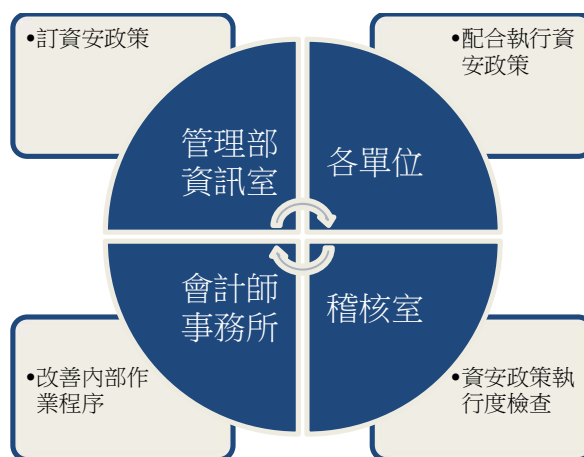 •訂資安政策
•配合執行資
安政策
管理部
資訊室
各單位
會計師
事務所
稽核室
•改善內部作
業程序
•資安政策執
行度檢查